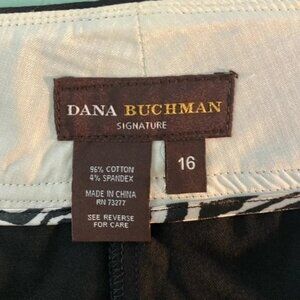 DANA BUCHMAN
SIGNATURE
96% COTTON
4% SPANDEX
MADE IN CHINA
RN 73277
SEE REVERSE
FOR CARE
16